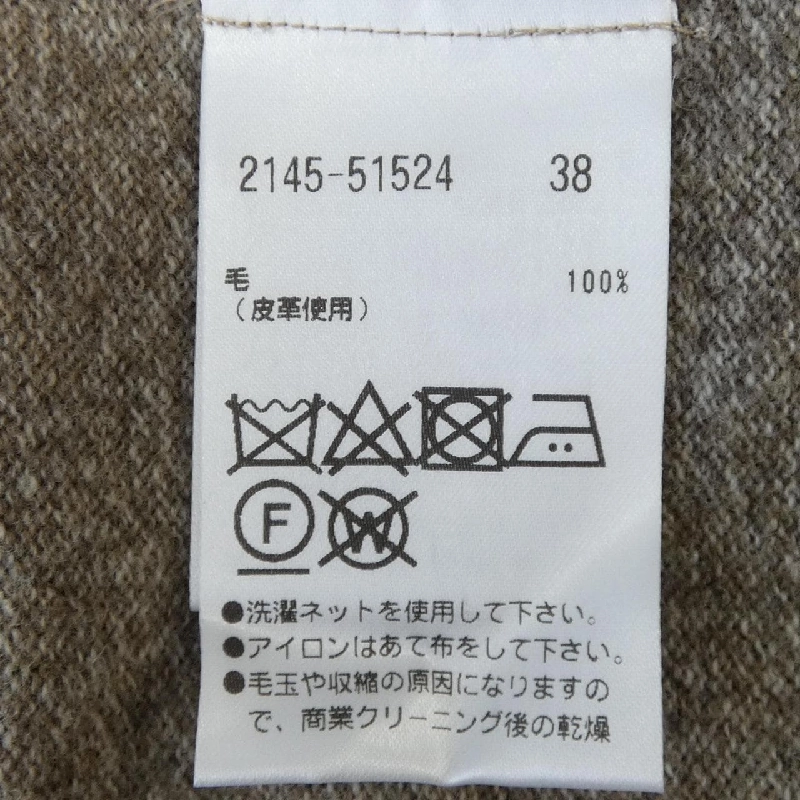 2145-51524 38
毛 100%
(皮革使用)
F
W
●洗濯ネットを使用して下さい。
●アイロンはあて布をして下さい。
●毛玉や収縮の原因になりますの
で、商業クリーニング後の乾燥